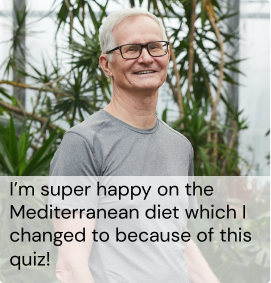 I'm super happy on the
Mediterranean diet which I
changed to because of this
quiz!